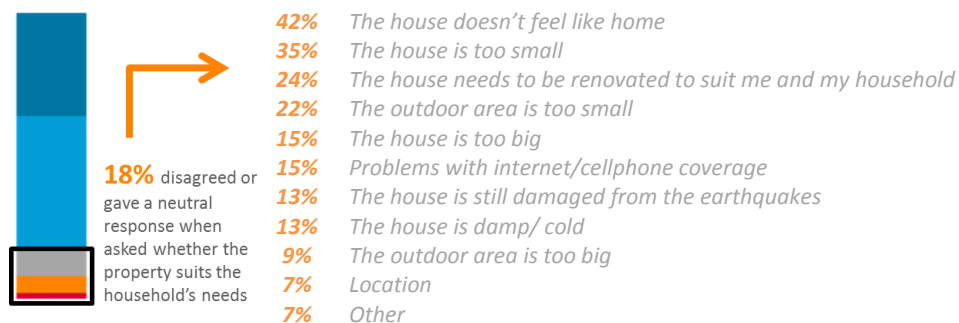 42% The house doesn't feel like home
35% The house is too small
24% The house needs to be renovated to suit me and my household
22% The outdoor area is too small
15% The house is too big
15% Problems with internet/cellphone coverage
13% The house is still damaged from the earthquakes
13% The house is damp/ cold
9% The outdoor area is too big
7% Location
7% Other
18% disagreed or
gave a neutral
response when
asked whether the
property suits the
household's needs